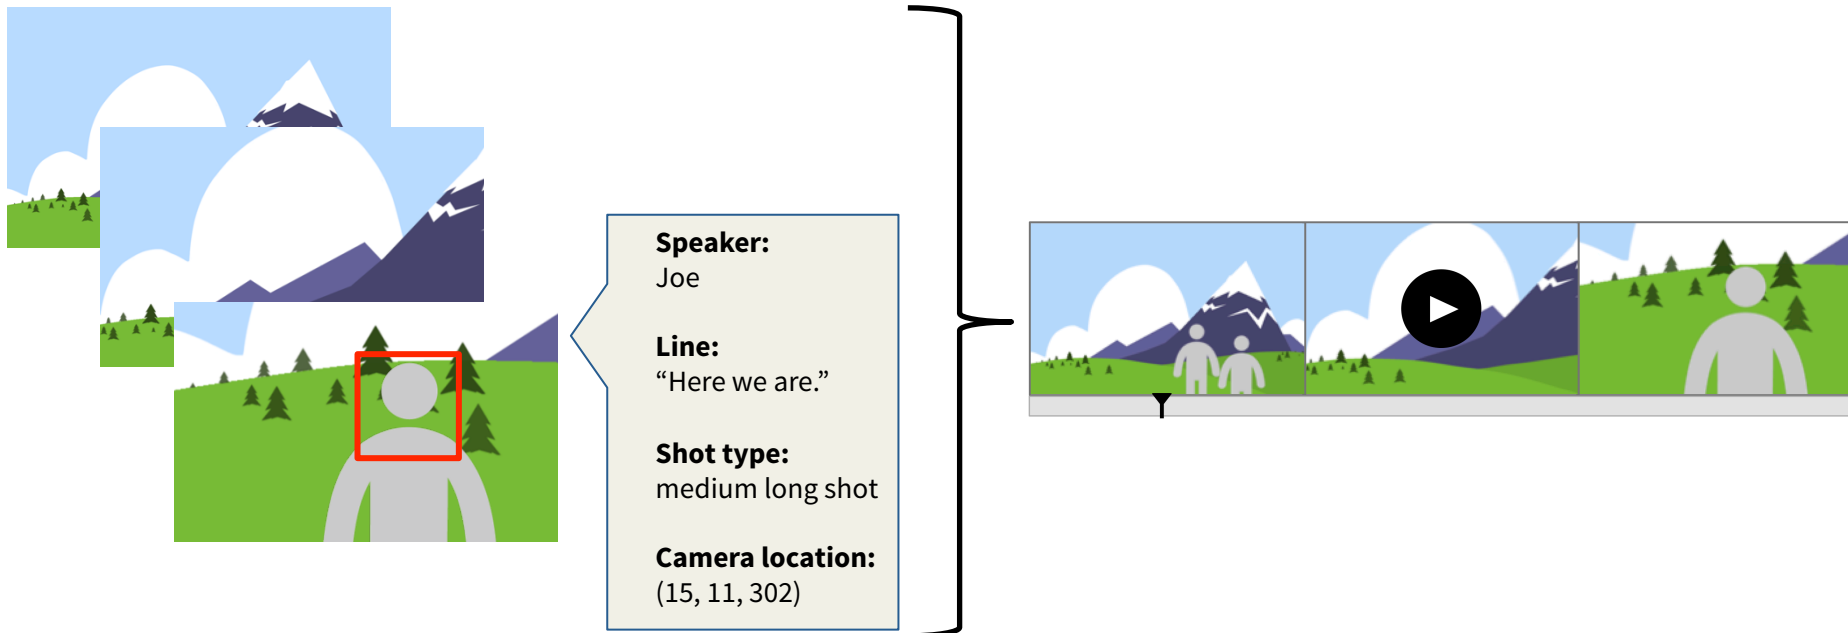 Speaker:
Joe
Line:
“Here we are.”
Shot type:
medium long shot
Camera location:
(15, 11, 302)